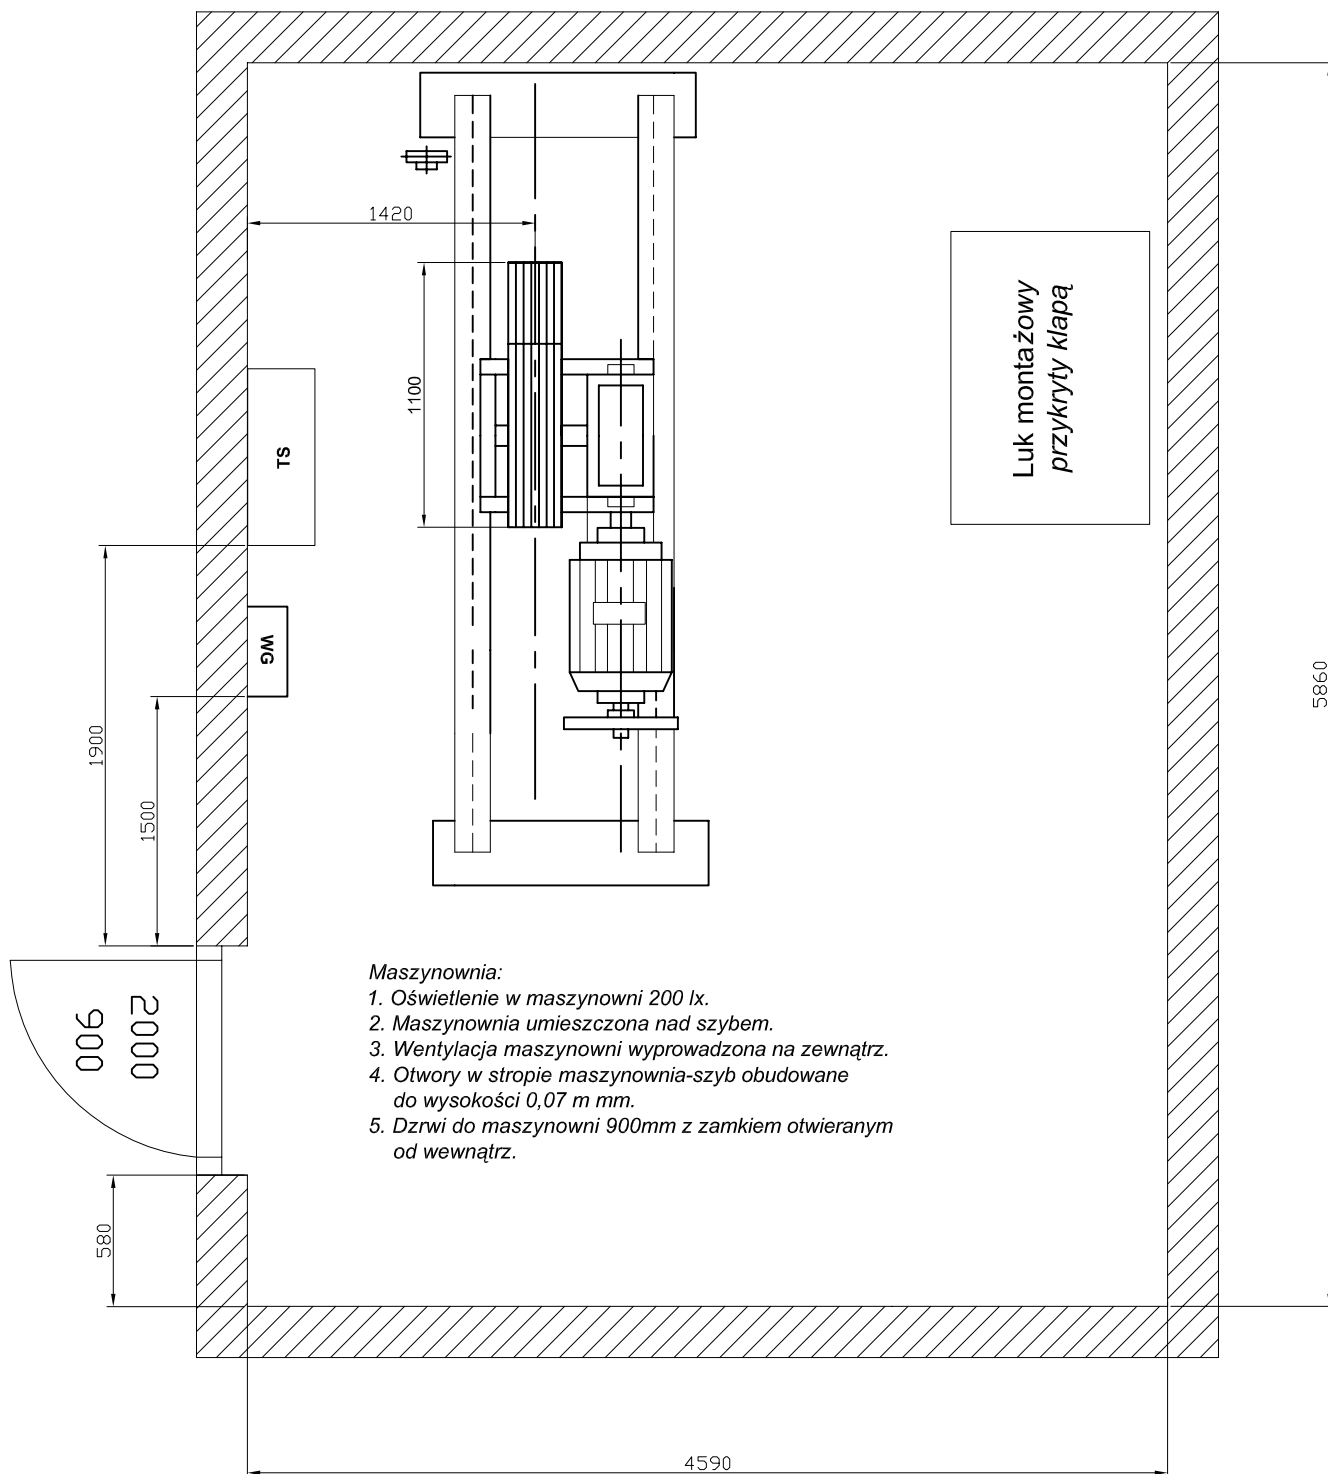 1420
1100
Luk montażowy
przykryty klapą
TS
WG
5860
1900
1500
2000
900
580
Maszynownia:
1. Oświetlenie w maszynowni 200 lx.
2. Maszynownia umieszczona nad szybem.
3. Wentylacja maszynowni wyprowadzona na zewnątrz.
4. Otwory w stropie maszynownia-szyb obudowane
do wysokości 0,07 m mm.
5. Dzrwi do maszynowni 900mm z zamkiem otwieranym
od wewnątrz.
4590